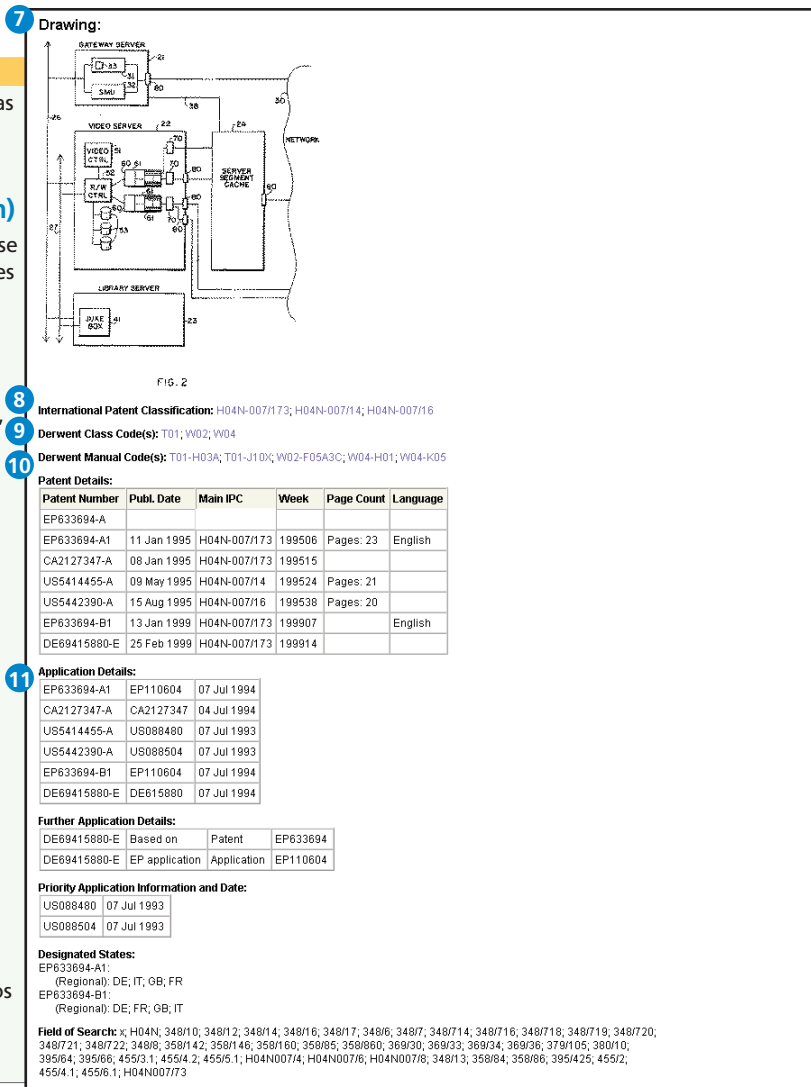 7
Drawing:
GATEWAY SERVER
21
33
31
32
SMU
80
38
30
26
VIDEO SERVER
22
24
NETWORK
VIDEO
CTRL
51
70
52
60
61
70
80
SERVER
SEGMENT
CACHE
60
R/W
CTRL
60
61
61
80
70
80
53
27
LIBRARY SERVER
JUKE
BOX
41
23
FIG. 2
as
n)
se
es
,
os
8
International Patent Classification: H04N-007/173; H04N-007/14; H04N-007/16
9
Derwent Class Code(s): T01; W02; W04
10
Derwent Manual Code(s): T01-H03A; T01-J10X; W02-F05A3C; W04-H01; W04-K05
Patent Details:
Patent Number Publ. Date Main IPC Week Page Count Language
EP633694-A
EP633694-A1 11 Jan 1995 H04N-007/173 199506 Pages: 23 English
CA2127347-A 08 Jan 1995 H04N-007/173 199515
US5414455-A 09 May 1995 H04N-007/14 199524 Pages: 21
US5442390-A 15 Aug 1995 H04N-007/16 199538 Pages: 20
EP633694-B1 13 Jan 1999 H04N-007/173 199907 English
DE69415880-E 25 Feb 1999 H04N-007/173 199914
11
Application Details:
EP633694-A1 EP110604 07 Jul 1994
CA2127347-A CA2127347 04 Jul 1994
US5414455-A US088480 07 Jul 1993
US5442390-A US088504 07 Jul 1993
EP633694-B1 EP110604 07 Jul 1994
DE69415880-E DE615880 07 Jul 1994
Further Application Details:
DE69415880-E Based on Patent EP633694
DE69415880-E EP application Application EP110604
Priority Application Information and Date:
US088480 07 Jul 1993
US088504 07 Jul 1993
Designated States:
EP633694-A1:
(Regional): DE; IT; GB; FR
EP633694-B1:
(Regional): DE; FR; GB; IT
Field of Search: x; H04N; 348/10; 348/12; 348/14; 348/16; 348/17; 348/6; 348/7; 348/714; 348/716; 348/718; 348/719; 348/720;
348/721; 348/722; 348/8; 358/142; 358/146; 358/160; 358/85; 358/860; 369/30; 369/33; 369/34; 369/36; 379/105; 380/10;
395/64; 395/66; 455/3.1; 455/4.2; 455/5.1; H04N007/4; H04N007/6; H04N007/8; 348/13; 358/84; 358/86; 395/425; 455/2;
455/4.1; 455/6.1; H04N007/73